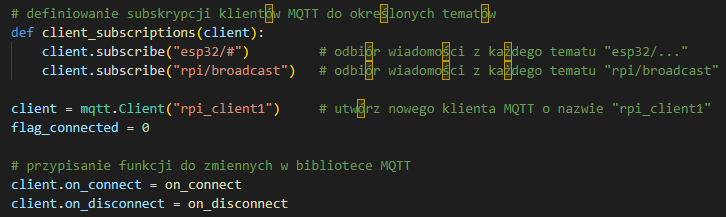 # definiowanie subskrypcji klientów MQTT do określonych tematów
def client_subscriptions(client):
    client.subscribe("esp32/#")         # odbiór wiadomości z każdego tematu "esp32/..."
    client.subscribe("rpi/broadcast")   # odbiór wiadomości z każdego tematu "rpi/broadcast"
client = mqtt.Client("rpi_client1")     # utwórz nowego klienta MQTT o nazwie "rpi_client1"
flag_connected = 0
# przypisanie funkcji do zmiennych w bibliotece MQTT
client.on_connect = on_connect
client.on_disconnect = on_disconnect